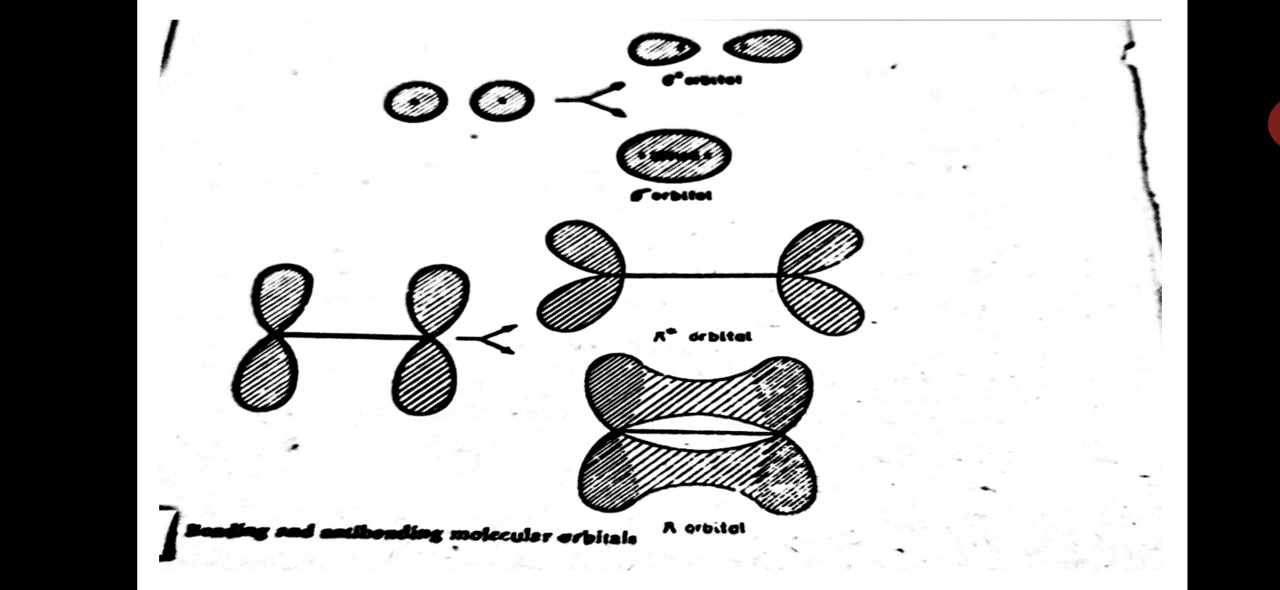 σ* orbital
σ orbital
π* orbital
π orbital
Bonding and antibonding molecular orbitals